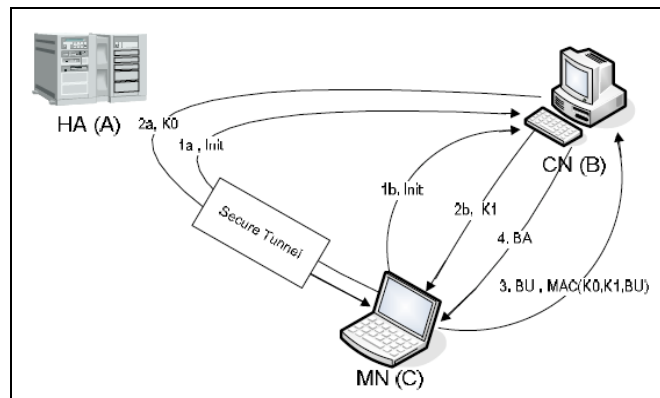 HA (A)
2a, K0
1a , Init
CN (B)
1b, Init
2b, K1
Secure Tunnel
4. BA
3. BU , MAC(K0,K1,BU)
MN (C)